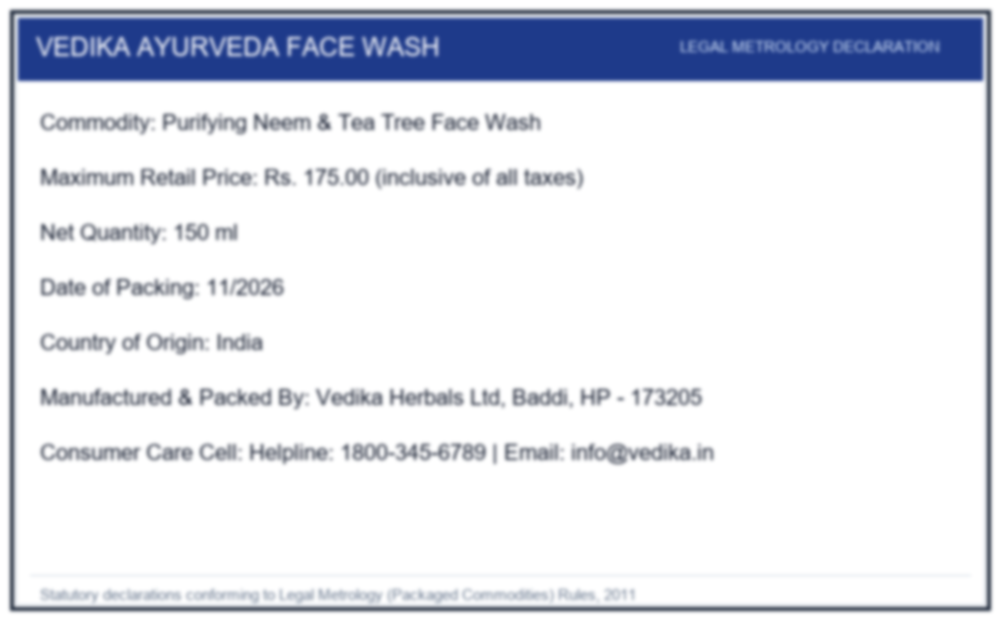 VEDIKA AYURVEDA FACE WASH
LEGAL METROLOGY DECLARATION
Commodity: Purifying Neem & Tea Tree Face Wash
Maximum Retail Price: Rs. 175.00 (inclusive of all taxes)
Net Quantity: 150 ml
Date of Packing: 11/2026
Country of Origin: India
Manufactured & Packed By: Vedika Herbals Ltd, Baddi, HP - 173205
Consumer Care Cell: Helpline: 1800-345-6789 | Email: info@vedika.in
Statutory declarations conforming to Legal Metrology (Packaged Commodities) Rules, 2011